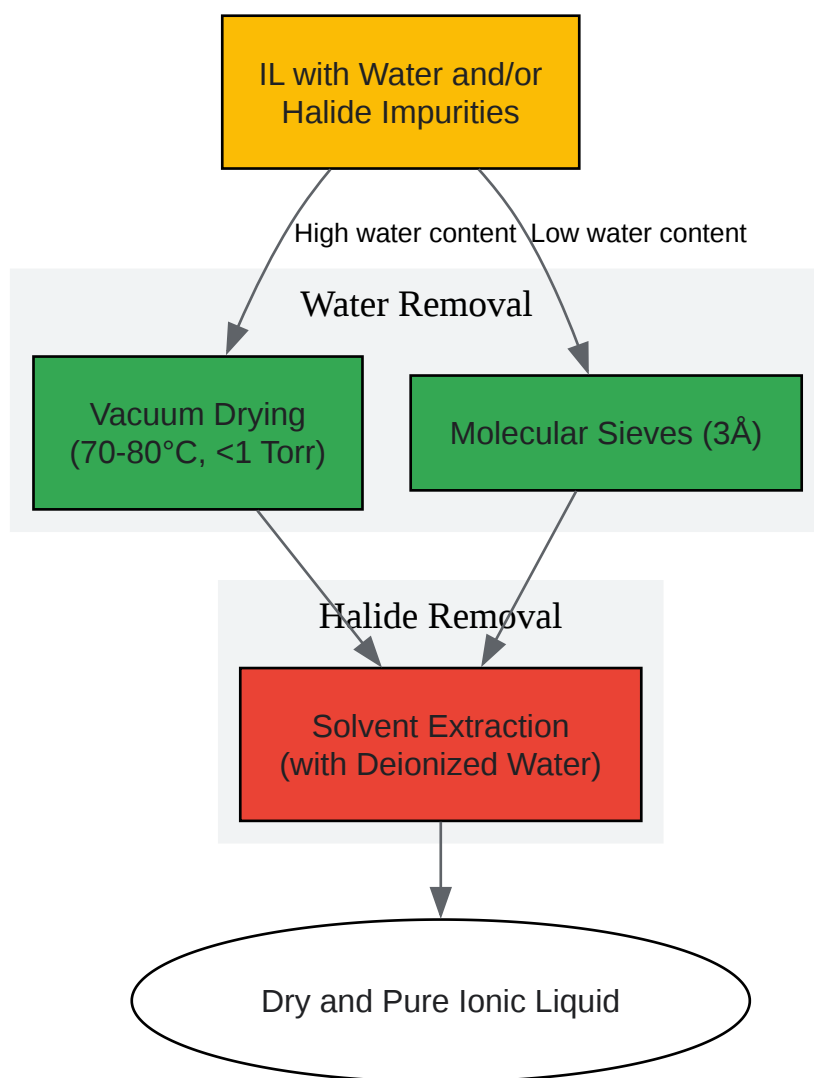 IL with Water and/or
Halide Impurities
High water content
Low water content
Water Removal
Vacuum Drying
(70-80°C, <1 Torr)
Molecular Sieves (3Å)
Halide Removal
Solvent Extraction
(with Deionized Water)
Dry and Pure Ionic Liquid